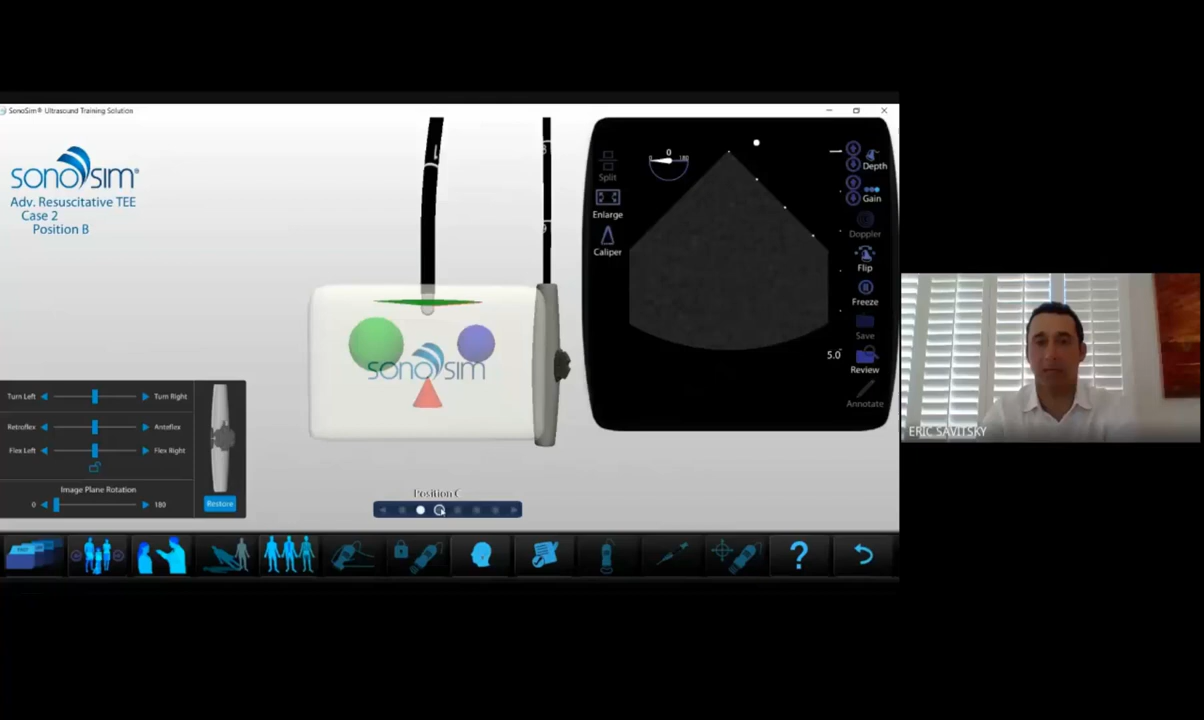 SonoSim® Ultrasound Training Solution
sonosim®
Adv. Resuscitative TEE
Case 2
Position B
sonosim
Turn Left
Turn Right
Retroflex
Anteflex
Flex Left
Flex Right
Image Plane Rotation
0
180
Restore
Position C
Split
Enlarge
Caliper
0
0
180
Depth
Gain
Doppler
Flip
Freeze
Save
5.0
Review
Annotate
?
ERIC SAVITSKY